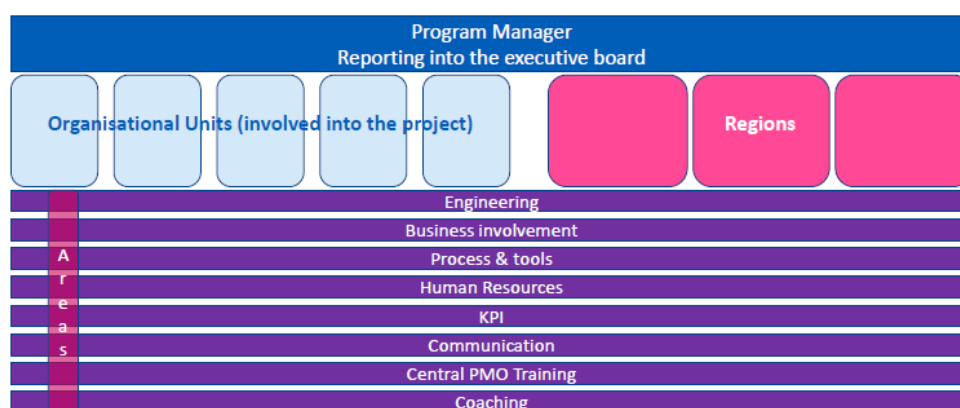 Program Manager
Reporting into the executive board
Organisational Units (involved into the project)
Regions
Areas
Engineering
Business involvement
Process & tools
Human Resources
KPI
Communication
Central PMO Training
Coaching